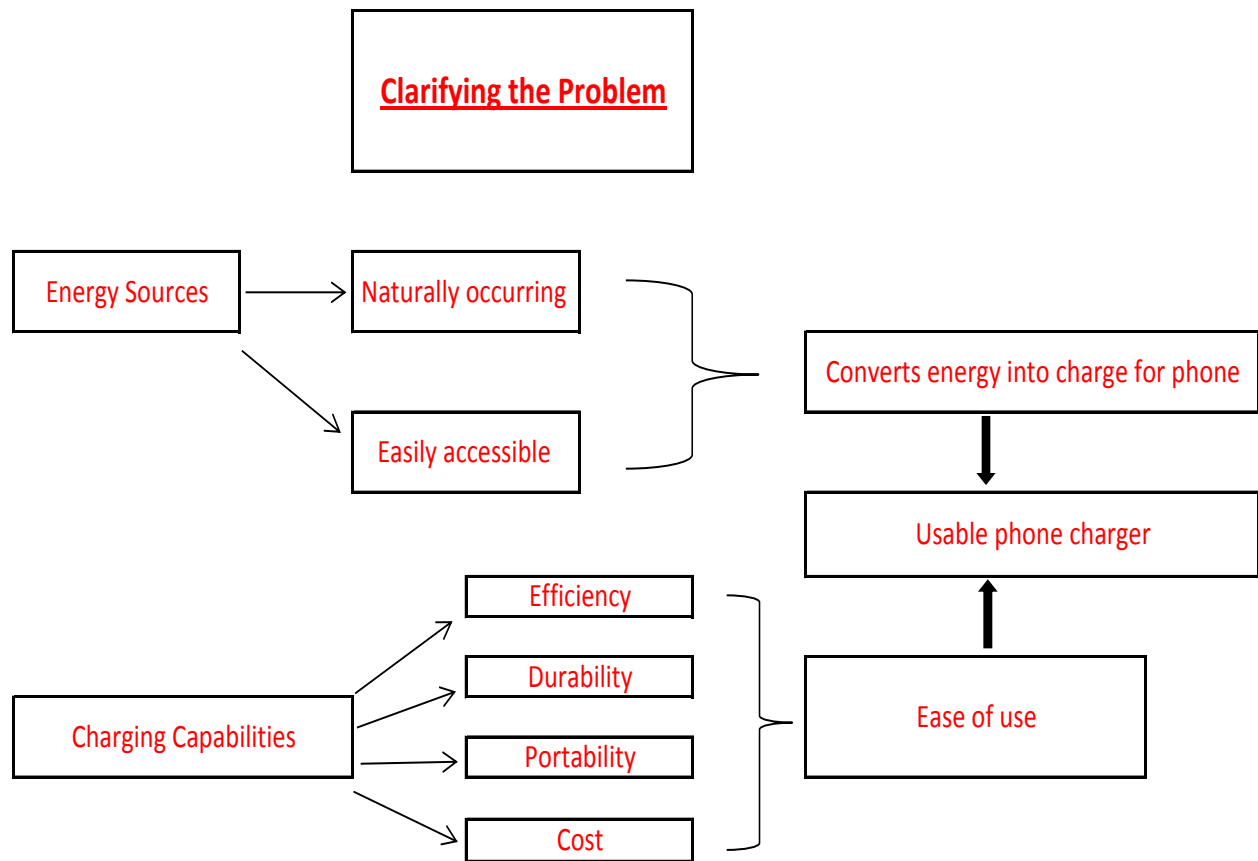 Clarifying the Problem
Energy Sources
Naturally occurring
Easily accessible
Converts energy into charge for phone
Usable phone charger
Charging Capabilities
Efficiency
Durability
Portability
Cost
Ease of use